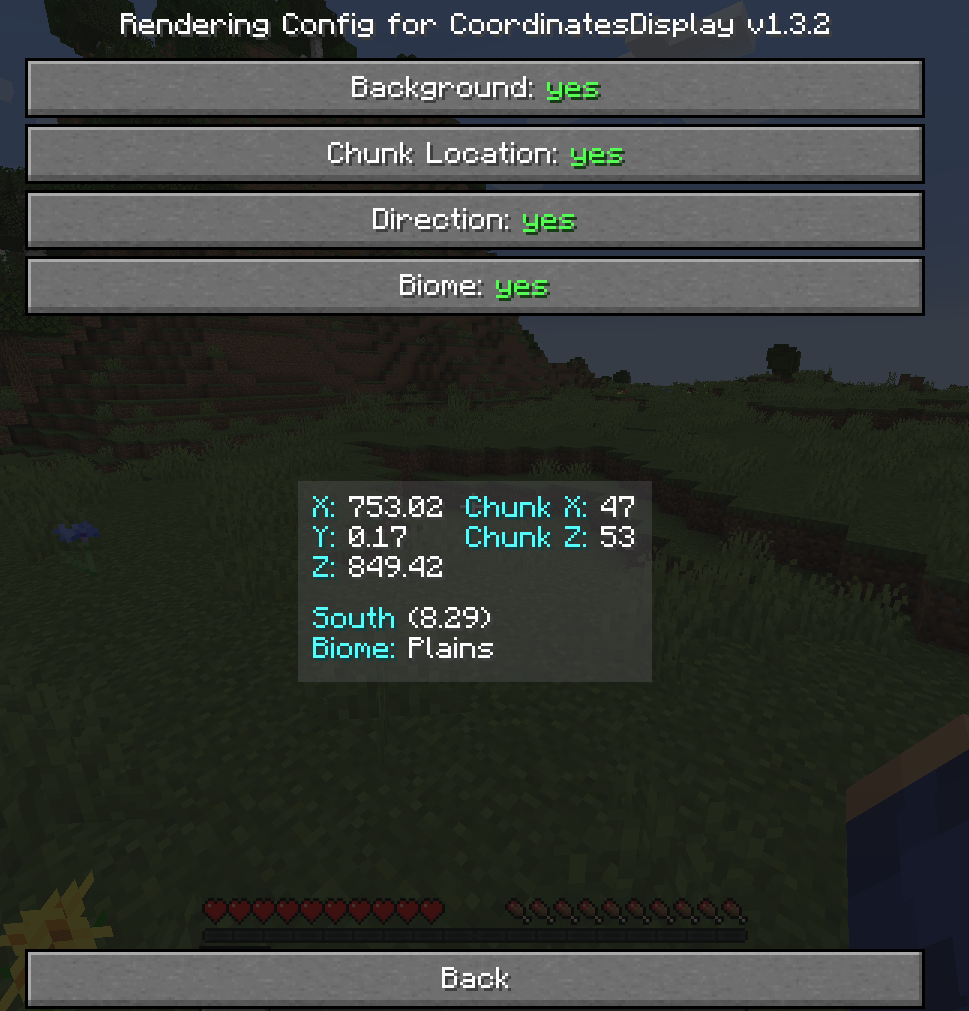 Rendering Config for CoordinatesDisplay v1.3.2
Background: yes
Chunk Location: yes
Direction: yes
Biome: yes
X: 753.02 Chunk X: 47
Y: 0.17 Chunk Z: 53
Z: 849.42
South (8.29)
Biome: Plains
Back